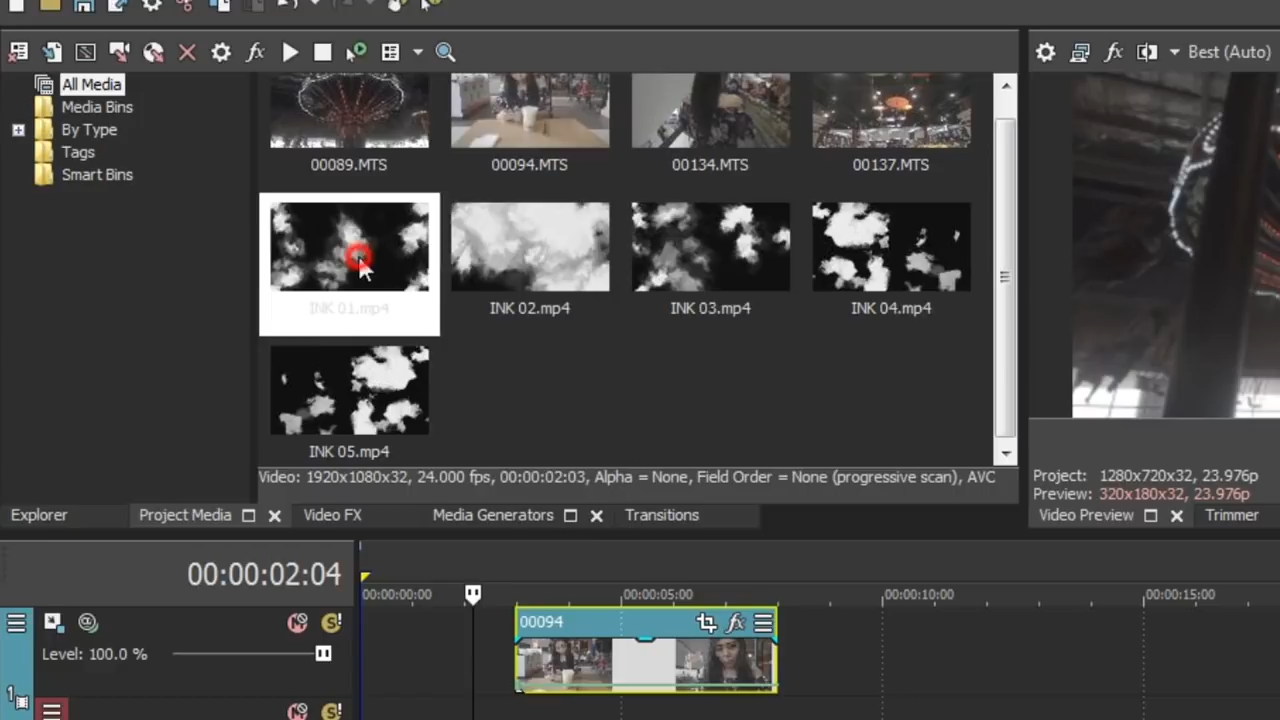 Best (Auto)
All Media
Media Bins
By Type
Tags
Smart Bins
00089.MTS
00094.MTS
00134.MTS
00137.MTS
INK 01.mp4
INK 02.mp4
INK 03.mp4
INK 04.mp4
INK 05.mp4
Video: 1920x1080x32, 24.000 fps, 00:00:02:03, Alpha = None, Field Order = None (progressive scan), AVC
Project: 1280x720x32, 23.976p
Preview: 320x180x32, 23.976p
Explorer
Project Media
Video FX
Media Generators
Transitions
Video Preview
Trimmer
00:00:02:04
00:00:00:00
00:00:05:00
00:00:10:00
00:00:15:00
00094
Level: 100.0 %
1